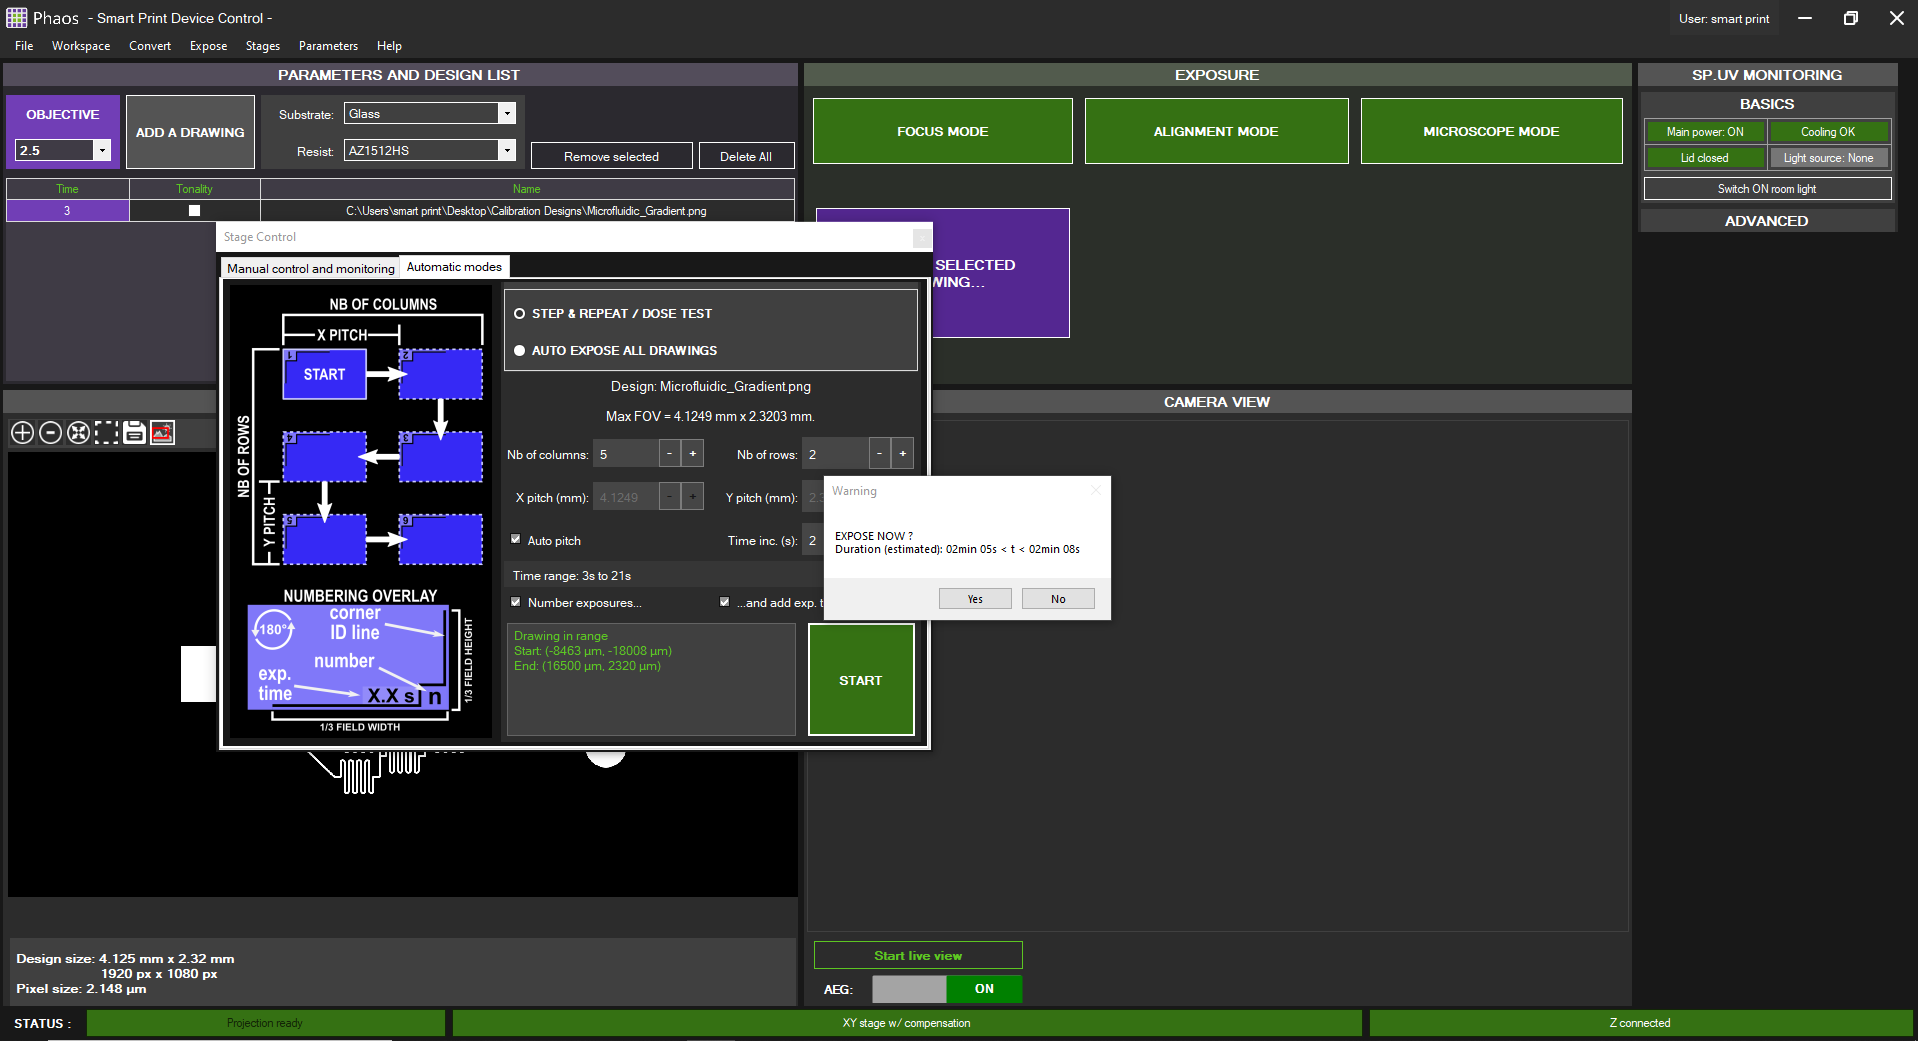 Phaos - Smart Print Device Control -
User: smart print
File Workspace Convert Expose Stages Parameters Help
PARAMETERS AND DESIGN LIST
OBJECTIVE
2.5
ADD A DRAWING
Substrate: Glass
Resist: AZ1512HS
Remove selected
Delete All
Time Tonality Name
3 C:\Users\smart print\Desktop\Calibration Designs\Microfluidic_Gradient.png
EXPOSURE
FOCUS MODE
ALIGNMENT MODE
MICROSCOPE MODE
SELECTED
WING...
SP.UV MONITORING
BASICS
Main power: ON
Cooling OK
Lid closed
Light source: None
Switch ON room light
ADVANCED
Stage Control
Manual control and monitoring
Automatic modes
NB OF COLUMNS
X PITCH
NB OF ROWS
Y PITCH
1
START
2
4
3
5
6
NUMBERING OVERLAY
180°
corner
ID line
number
exp.
time
X.X s n
1/3 FIELD HEIGHT
1/3 FIELD WIDTH
STEP & REPEAT / DOSE TEST
AUTO EXPOSE ALL DRAWINGS
Design: Microfluidic_Gradient.png
Max FOV = 4.1249 mm x 2.3203 mm.
Nb of columns: 5 - +
Nb of rows: 2 - +
X pitch (mm): 4.1249 - +
Y pitch (mm): 2.3
Auto pitch
Time inc. (s): 2
Time range: 3s to 21s
Number exposures...
...and add exp. t
Drawing in range
Start: (-8463 µm, -18008 µm)
End: (16500 µm, 2320 µm)
START
Warning
EXPOSE NOW ?
Duration (estimated): 02min 05s < t < 02min 08s
Yes
No
CAMERA VIEW
Design size: 4.125 mm x 2.32 mm
1920 px x 1080 px
Pixel size: 2.148 µm
Start live view
AEG: ON
STATUS :
Projection ready
XY stage w/ compensation
Z connected